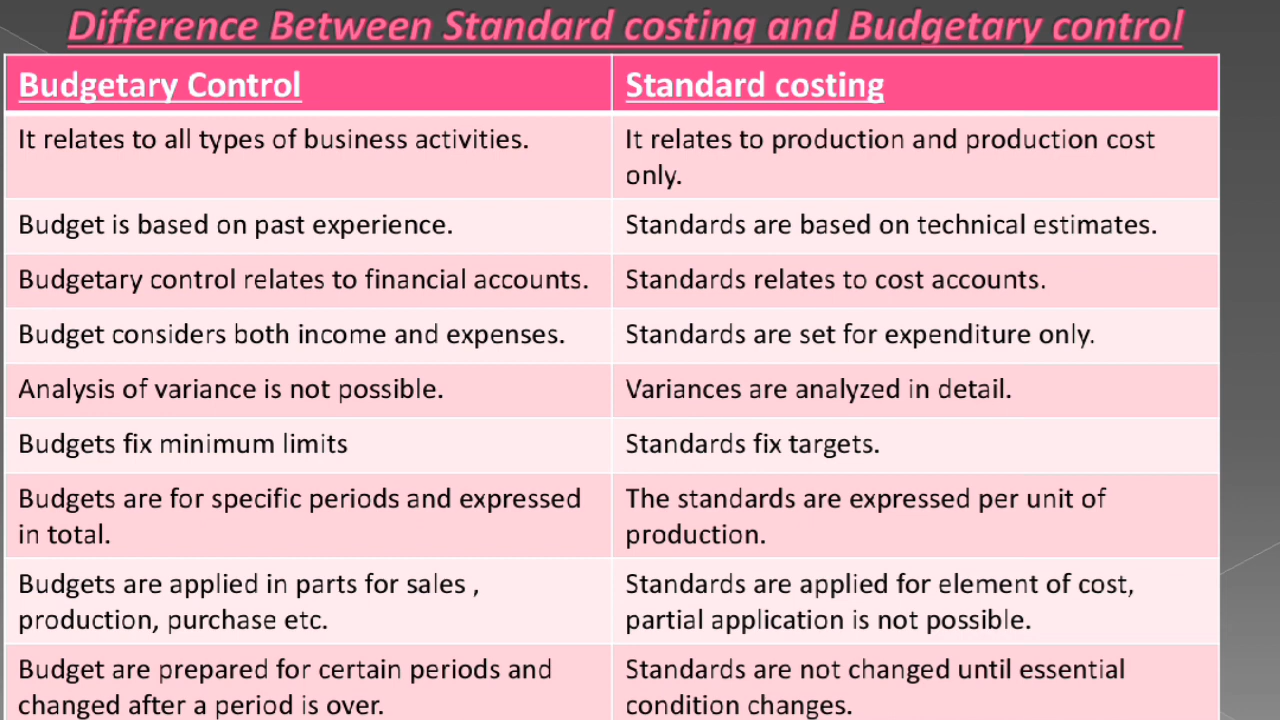 Difference Between Standard costing and Budgetary control
Budgetary Control
Standard costing
It relates to all types of business activities.
It relates to production and production cost
only.
Budget is based on past experience.
Standards are based on technical estimates.
Budgetary control relates to financial accounts.
Standards relates to cost accounts.
Budget considers both income and expenses.
Standards are set for expenditure only.
Analysis of variance is not possible.
Variances are analyzed in detail.
Budgets fix minimum limits
Standards fix targets.
Budgets are for specific periods and expressed
in total.
The standards are expressed per unit of
production.
Budgets are applied in parts for sales ,
production, purchase etc.
Standards are applied for element of cost,
partial application is not possible.
Budget are prepared for certain periods and
changed after a period is over.
Standards are not changed until essential
condition changes.